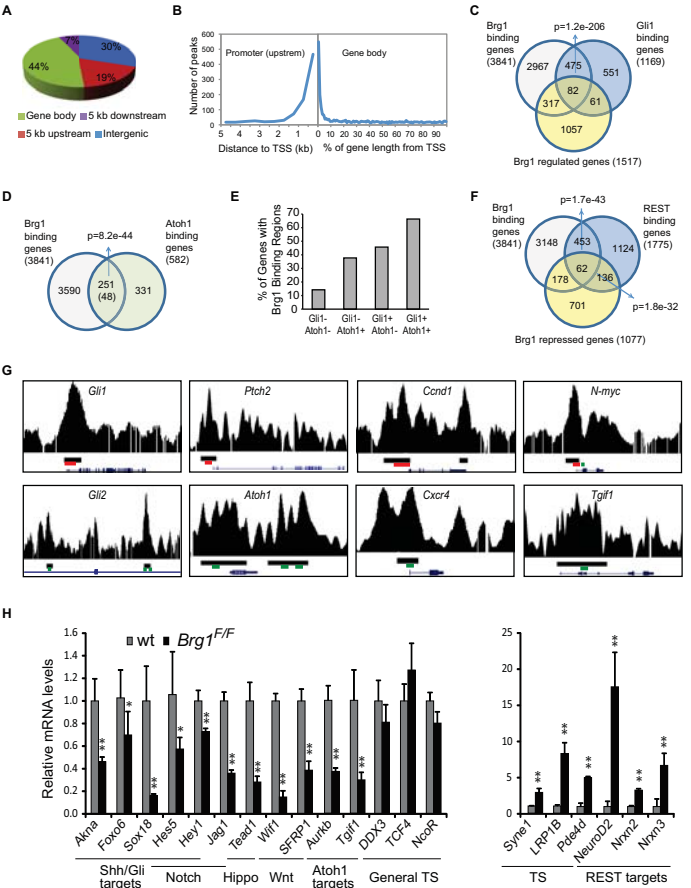 A
7%
30%
44%
19%
Gene body
5 kb downstream
5 kb upstream
Intergenic
B
Promoter (upstrem)
Gene body
Number of peaks
600
500
400
300
200
100
0
5 4 3 2 1 0 10 20 30 40 50 60 70 80 90
Distance to TSS (kb)
% of gene length from TSS
C
p=1.2e-206
Brg1
binding
genes
(3841)
Gli1
binding
genes
(1169)
2967
475
551
82
317
61
1057
Brg1 regulated genes (1517)
D
Brg1
binding
genes
(3841)
p=8.2e-44
Atoh1
binding
genes
(582)
3590
251
(48)
331
E
% of Genes with
Brg1 Binding Regions
70
60
50
40
30
20
10
0
Gli1-
Atoh1-
Gli1-
Atoh1+
Gli1+
Atoh1-
Gli1+
Atoh1+
F
p=1.7e-43
Brg1
binding
genes
(3841)
REST
binding
genes
(1775)
3148
453
1124
62
178
136
701
p=1.8e-32
Brg1 repressed genes (1077)
G
Gli1
Ptch2
Ccnd1
N-myc
Gli2
Atoh1
Cxcr4
Tgif1
H
Relative mRNA levels
1.6
1.4
1.2
1.0
0.8
0.6
0.4
0.2
0.0
wt
Brg1F/F
**
*
**
*
**
**
**
**
**
**
**
Akna
Foxo6
Sox18
Hes5
Hey1
Jag1
Tead1
Wif1
SFRP1
Aurkb
Tgif1
DDX3
TCF4
NcoR
Shh/Gli
targets
Notch
Hippo
Wnt
Atoh1
targets
General TS
25
20
15
10
5
0
**
**
**
**
**
**
Syne1
LRP1B
Pde4d
NeuroD2
Nrxn2
Nrxn3
TS
REST targets